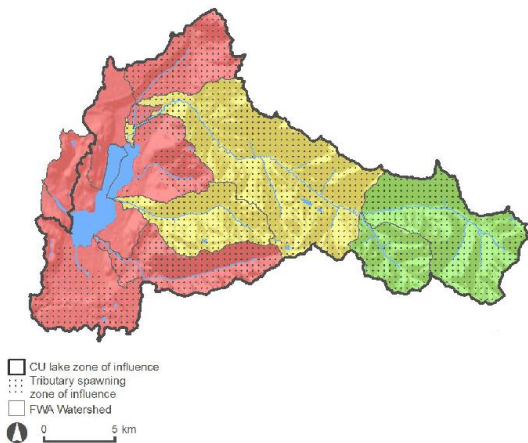 CU lake zone of influence
Tributary spawning
zone of influence
FWA Watershed
0 5 km